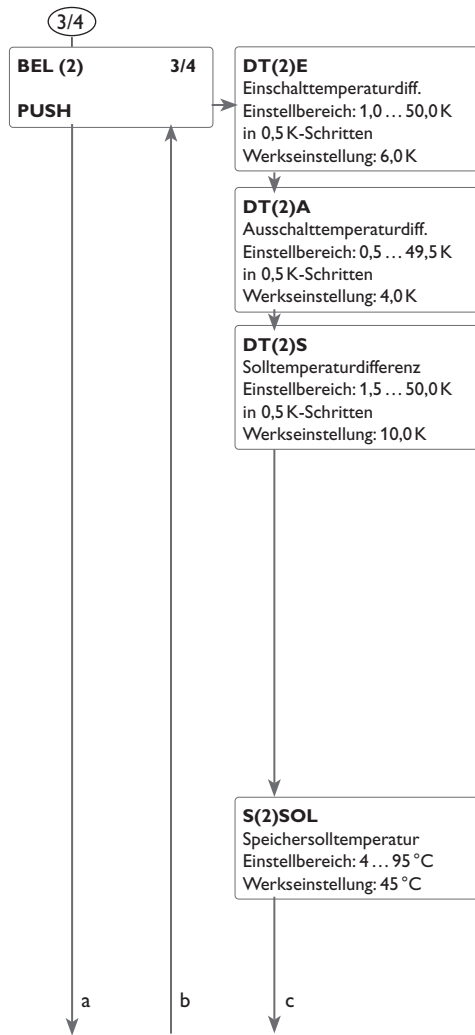 3/4
BEL (2) 3/4
PUSH
DT(2)E
Einschalttemperaturdiff.
Einstellbereich: 1,0 … 50,0 K
in 0,5 K-Schritten
Werkseinstellung: 6,0 K
DT(2)A
Ausschalttemperaturdiff.
Einstellbereich: 0,5 … 49,5 K
in 0,5 K-Schritten
Werkseinstellung: 4,0 K
DT(2)S
Solltemperaturdifferenz
Einstellbereich: 1,5 … 50,0 K
in 0,5 K-Schritten
Werkseinstellung: 10,0 K
S(2)SOL
Speichersolltemperatur
Einstellbereich: 4 … 95 °C
Werkseinstellung: 45 °C
a b c